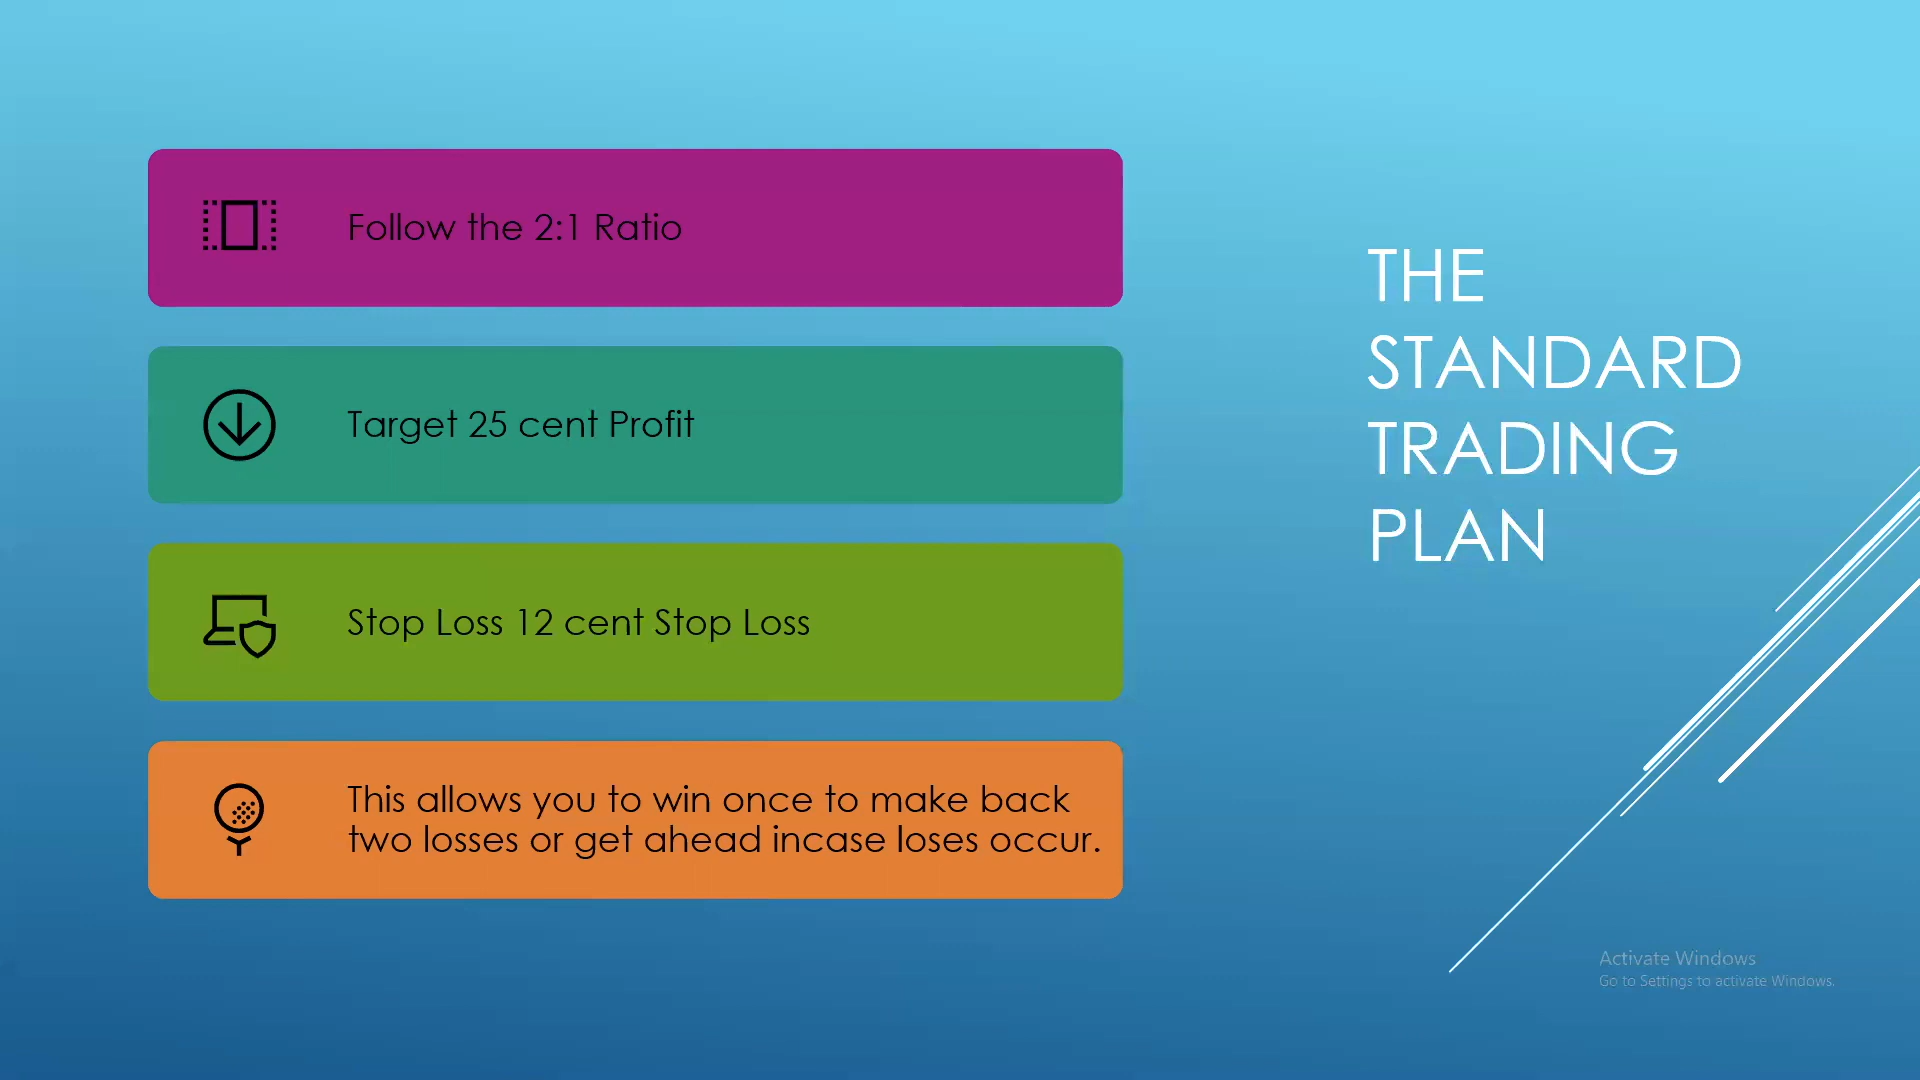 Follow the 2:1 Ratio
Target 25 cent Profit
Stop Loss 12 cent Stop Loss
This allows you to win once to make back
two losses or get ahead incase loses occur.
THE
STANDARD
TRADING
PLAN
Activate Windows
Go to Settings to activate Windows.